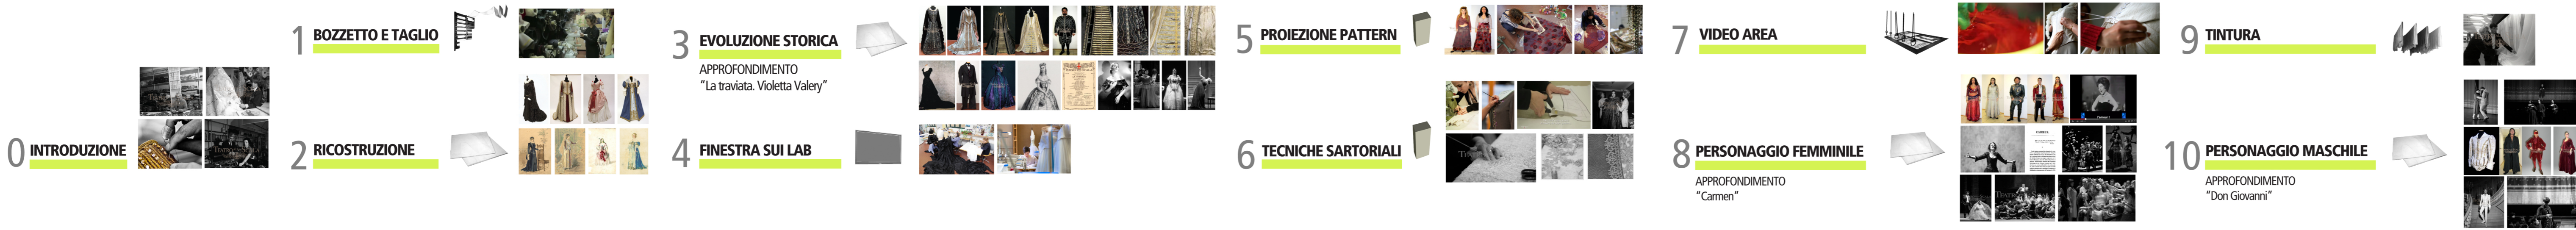 0 INTRODUZIONE
1 BOZZETTO E TAGLIO
2 RICOSTRUZIONE
3 EVOLUZIONE STORICA
APPROFONDIMENTO
“La traviata. Violetta Valery”
4 FINESTRA SUI LAB
5 PROIEZIONE PATTERN
6 TECNICHE SARTORIALI
7 VIDEO AREA
8 PERSONAGGIO FEMMINILE
APPROFONDIMENTO
“Carmen”
9 TINTURA
10 PERSONAGGIO MASCHILE
APPROFONDIMENTO
“Don Giovanni”